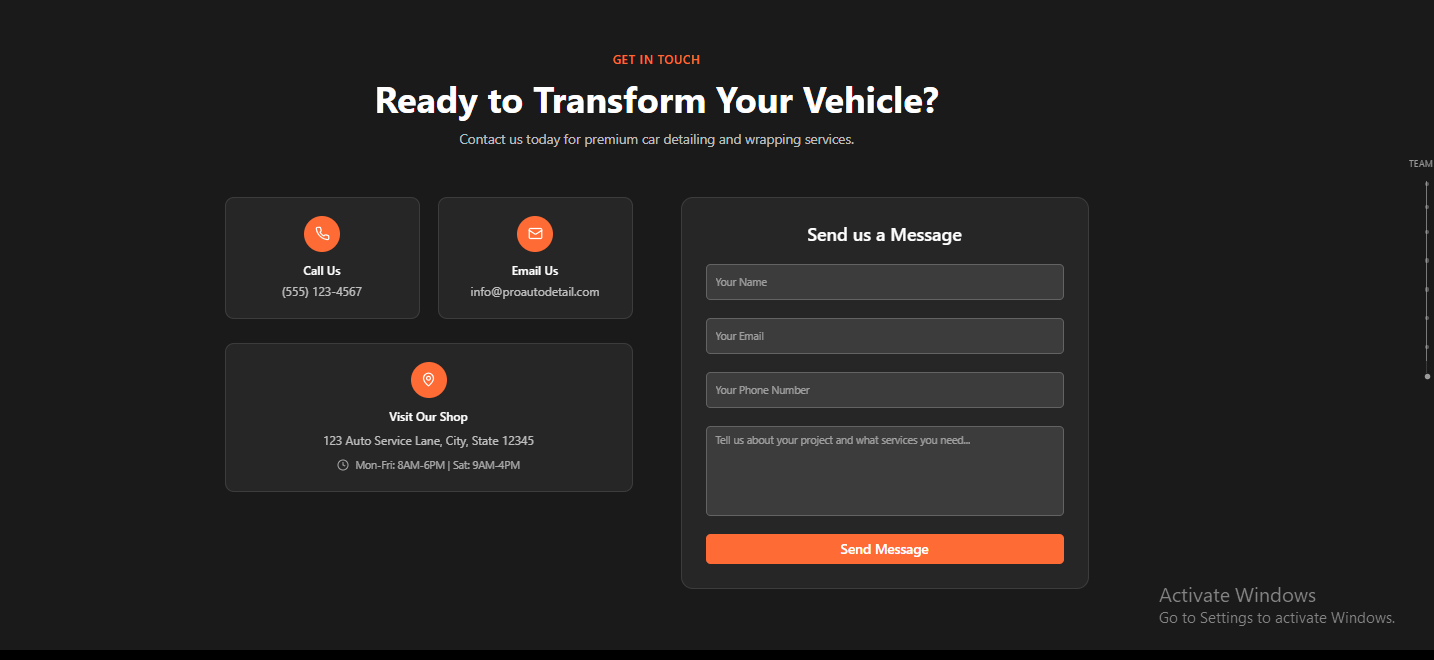 GET IN TOUCH
Ready to Transform Your Vehicle?
Contact us today for premium car detailing and wrapping services.
TEAM
Call Us
(555) 123-4567
Email Us
info@proautodetail.com
Visit Our Shop
123 Auto Service Lane, City, State 12345
Mon-Fri: 8AM-6PM | Sat: 9AM-4PM
Send us a Message
Your Name
Your Email
Your Phone Number
Tell us about your project and what services you need...
Send Message
Activate Windows
Go to Settings to activate Windows.